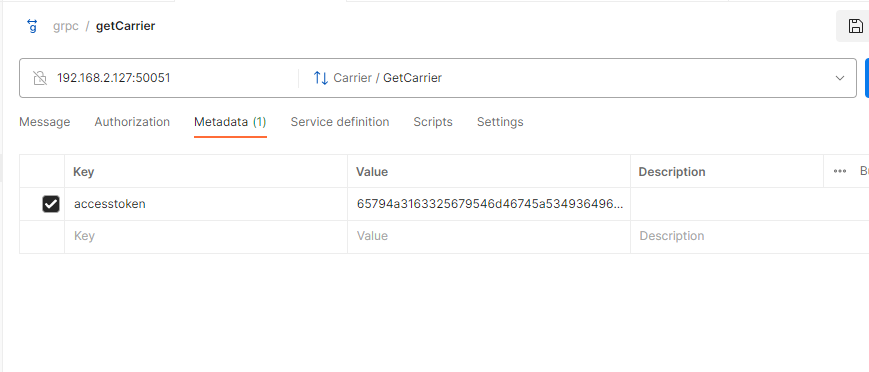 grpc / getCarrier
192.168.2.127:50051 Carrier / GetCarrier
Message Authorization Metadata (1) Service definition Scripts Settings
Key Value Description
accesstoken 65794a3163325679546d46745a534936496...
Key Value Description